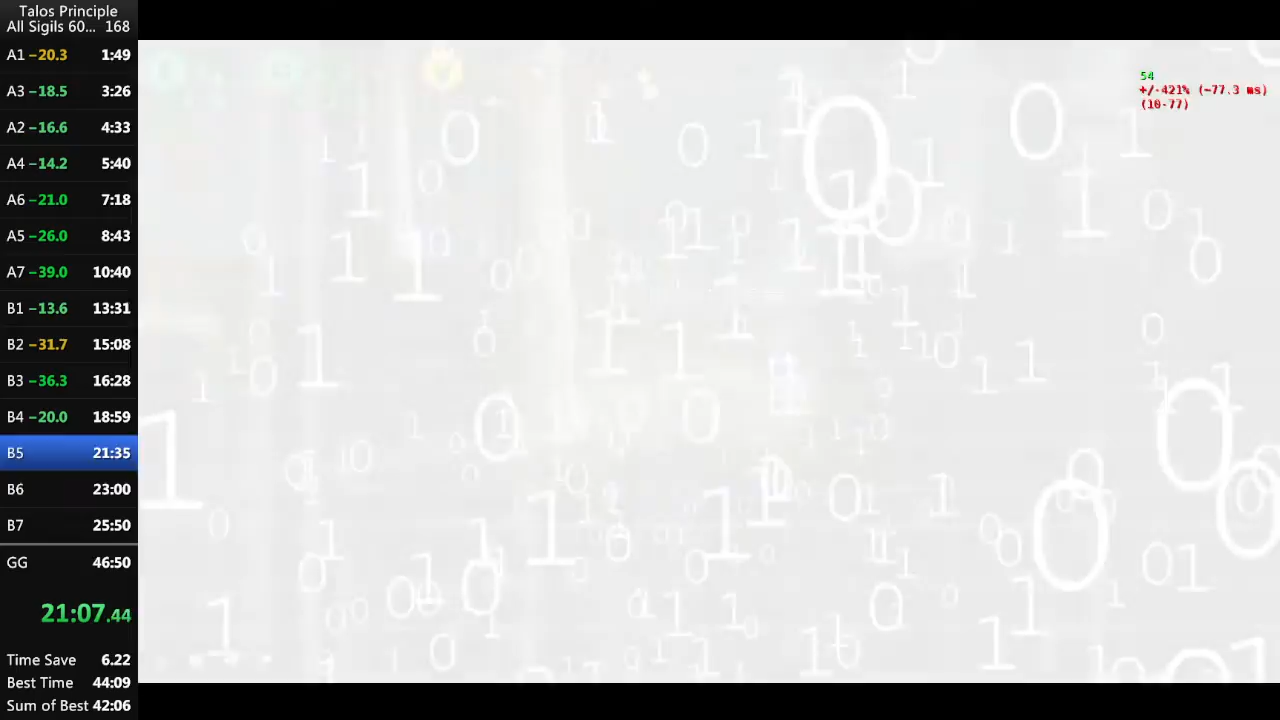 Talos Principle
All Sigils 60... 168
A1 -20.3 1:49
A3 -18.5 3:26
A2 -16.6 4:33
A4 -14.2 5:40
A6 -21.0 7:18
A5 -26.0 8:43
A7 -39.0 10:40
B1 -13.6 13:31
B2 -31.7 15:08
B3 -36.3 16:28
B4 -20.0 18:59
B5 21:35
B6 23:00
B7 25:50
GG 46:50
21:07.44
Time Save 6.22
Best Time 44:09
Sum of Best 42:06
54
+/-421% (~77.3 ms)
(10-77)